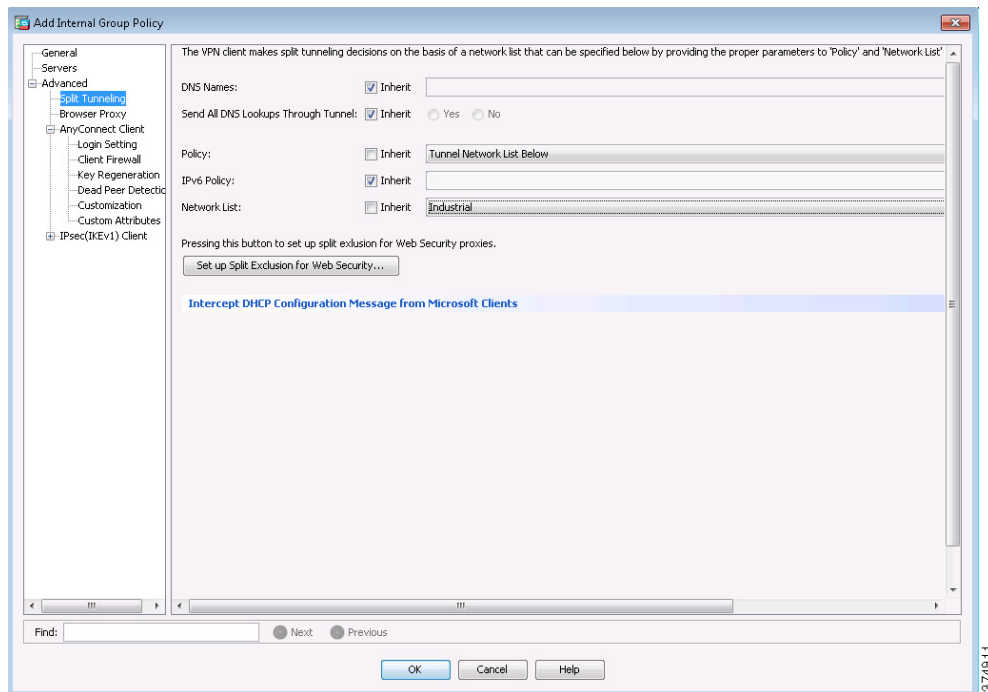 Add Internal Group Policy
General
Servers
Advanced
Split Tunneling
Browser Proxy
AnyConnect Client
Login Setting
Client Firewall
Key Regeneration
Dead Peer Detectic
Customization
Custom Attributes
IPsec(IKEv1) Client
The VPN client makes split tunneling decisions on the basis of a network list that can be specified below by providing the proper parameters to 'Policy' and 'Network List'
DNS Names: Inherit
Send All DNS Lookups Through Tunnel: Inherit Yes No
Policy: Inherit Tunnel Network List Below
IPv6 Policy: Inherit
Network List: Inherit Industrial
Pressing this button to set up split exlusion for Web Security proxies.
Set up Split Exclusion for Web Security...
Intercept DHCP Configuration Message from Microsoft Clients
Find: Next Previous
OK Cancel Help
374911